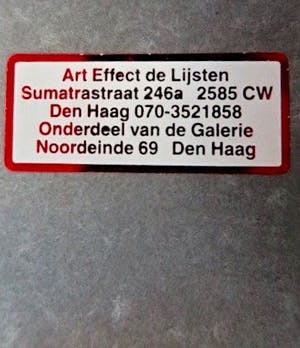 Art Effect de Lijsten
Sumatrastraat 246a 2585 CW
Den Haag 070-3521858
Onderdeel van de Galerie
Noordeinde 69 Den Haag